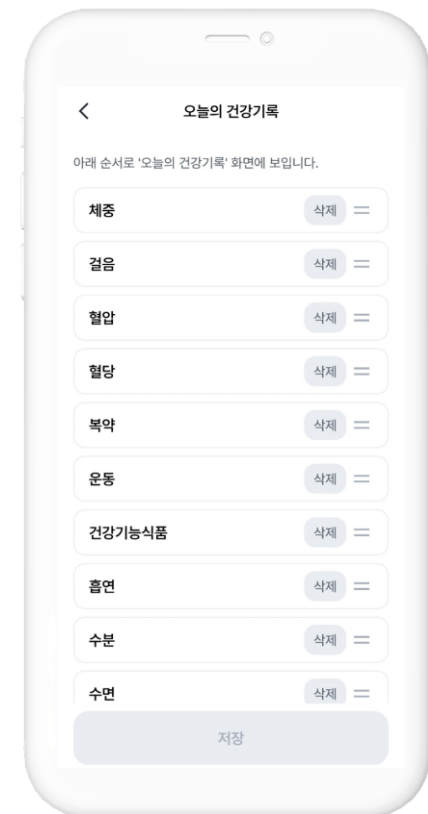 오늘의 건강기록
아래 순서로 '오늘의 건강기록' 화면에 보입니다.
체중 삭제
걸음 삭제
혈압 삭제
혈당 삭제
복약 삭제
운동 삭제
건강기능식품 삭제
흡연 삭제
수분 삭제
수면 삭제
저장